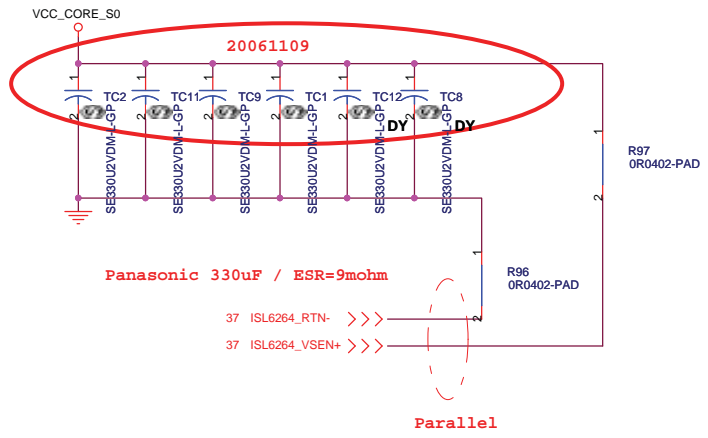 VCC_CORE_S0
20061109
1 1 1 1 1 1
TC2 TC11 TC9 TC1 TC12 TC8
2 2 2 2 2 2
DY DY
SE330U2VDM-L-GP
SE330U2VDM-L-GP
SE330U2VDM-L-GP
SE330U2VDM-L-GP
SE330U2VDM-L-GP
SE330U2VDM-L-GP
1
R97
0R0402-PAD
2
1
R96
0R0402-PAD
2
Panasonic 330uF / ESR=9mohm
37 ISL6264_RTN-
37 ISL6264_VSEN+
Parallel